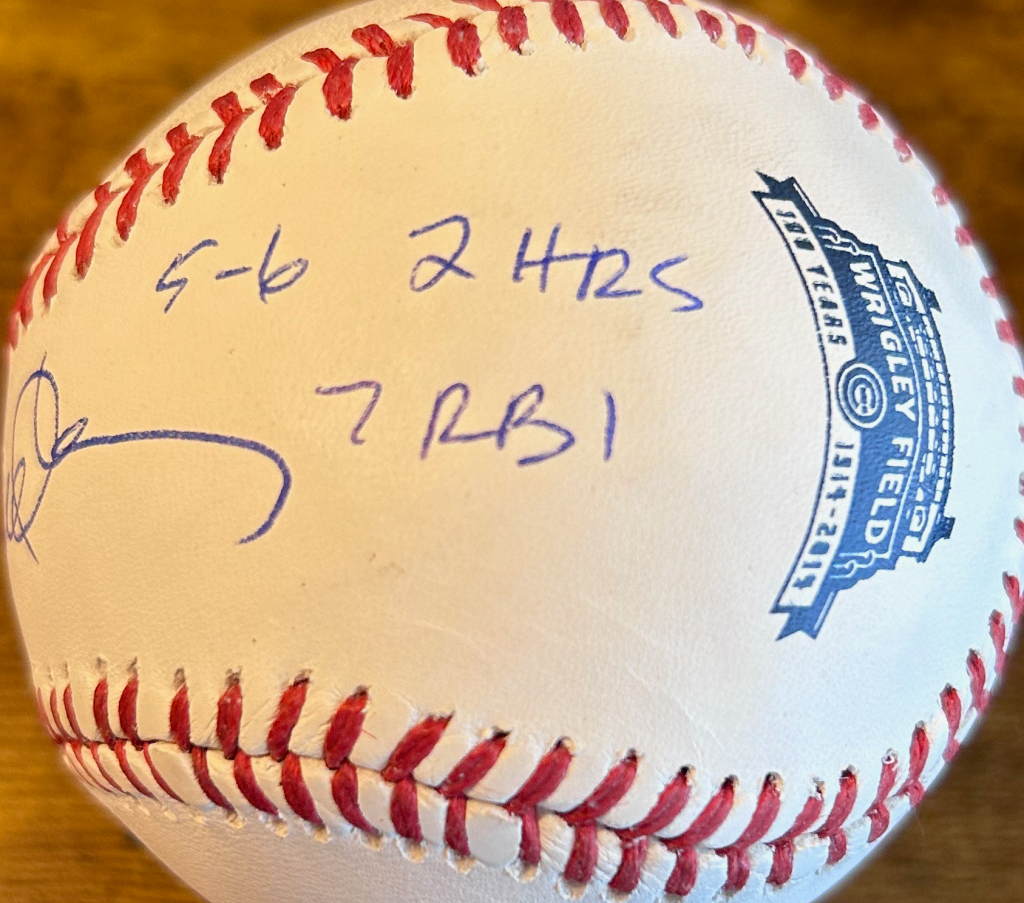 5-6 2 HRS
7 RBI
100 YEARS
WRIGLEY FIELD
C
1914-2014